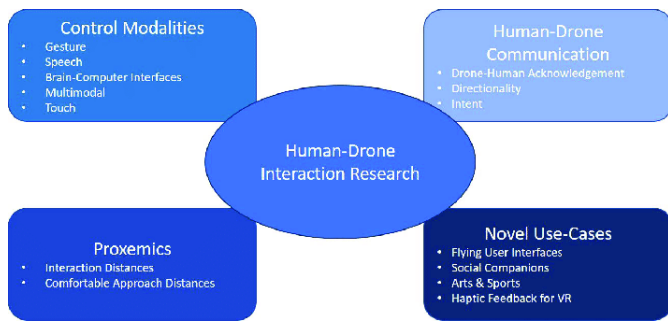 Control Modalities
Gesture
Speech
Brain-Computer Interfaces
Multimodal
Touch
Human-Drone
Communication
Drone-Human Acknowledgement
Directionality
Intent
Human-Drone
Interaction Research
Proxemics
Interaction Distances
Comfortable Approach Distances
Novel Use-Cases
Flying User Interfaces
Social Companions
Arts & Sports
Haptic Feedback for VR